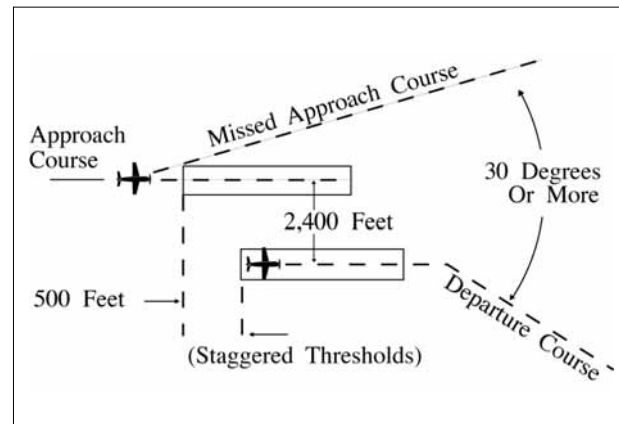 Missed Approach Course
Approach
Course
30 Degrees
Or More
2,400 Feet
500 Feet
Departure Course
(Staggered Thresholds)